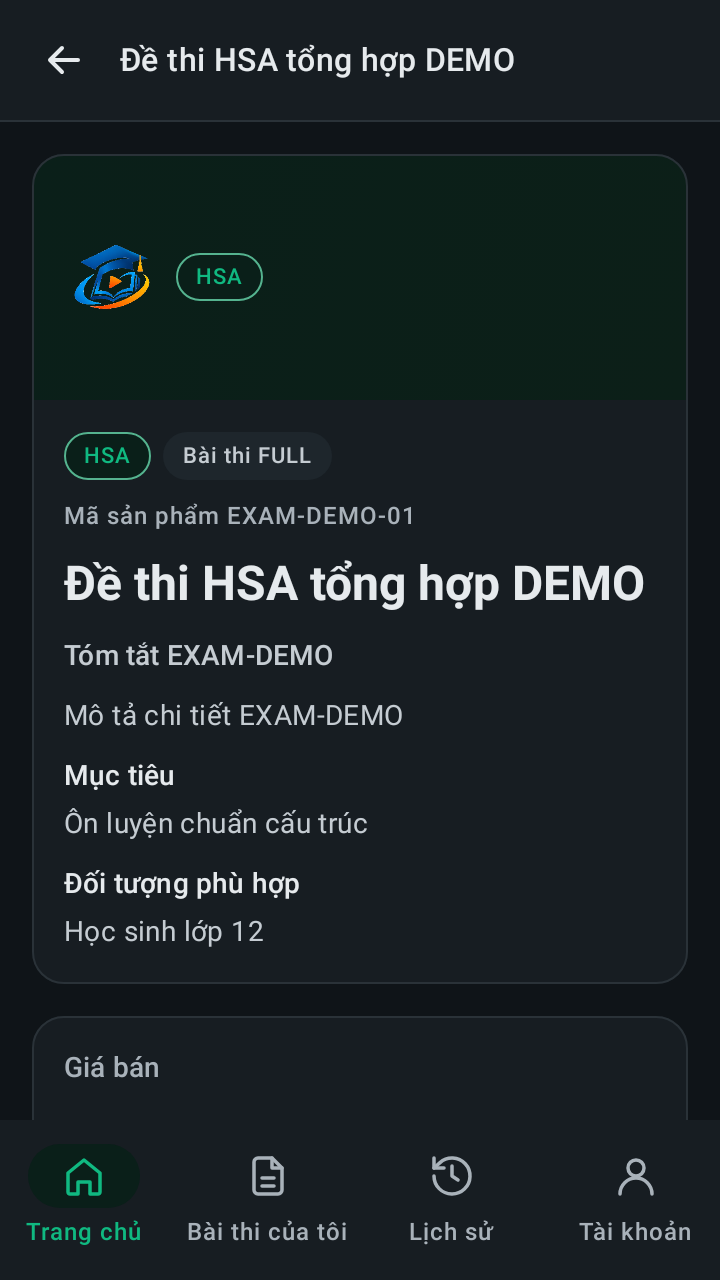 Đề thi HSA tổng hợp DEMO
HSA
HSA
Bài thi FULL
Mã sản phẩm EXAM-DEMO-01
Đề thi HSA tổng hợp DEMO
Tóm tắt EXAM-DEMO
Mô tả chi tiết EXAM-DEMO
Mục tiêu
Ôn luyện chuẩn cấu trúc
Đối tượng phù hợp
Học sinh lớp 12
Giá bán
Trang chủ
Bài thi của tôi
Lịch sử
Tài khoản